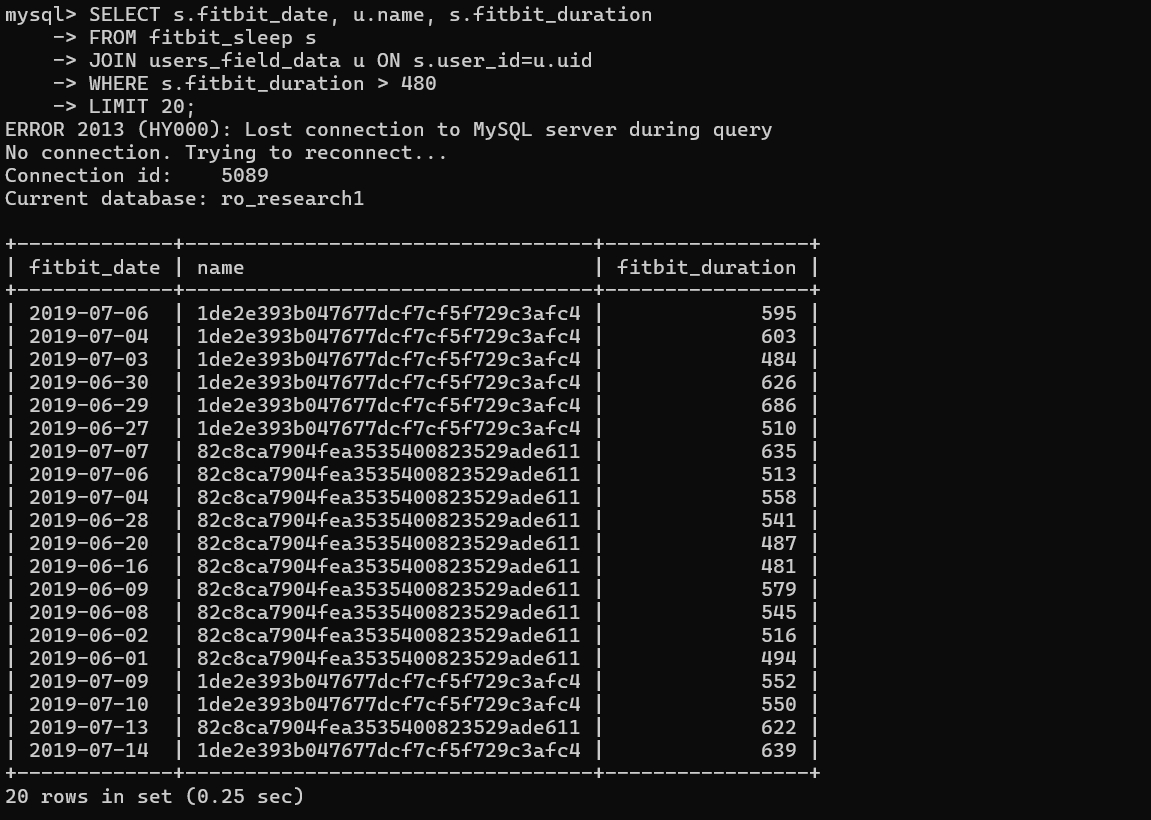 mysql> SELECT s.fitbit_date, u.name, s.fitbit_duration
    -> FROM fitbit_sleep s
    -> JOIN users_field_data u ON s.user_id=u.uid
    -> WHERE s.fitbit_duration > 480
    -> LIMIT 20;
ERROR 2013 (HY000): Lost connection to MySQL server during query
No connection. Trying to reconnect...
Connection id:    5089
Current database: ro_research1

+-------------+----------------------------------+-----------------+
| fitbit_date | name                             | fitbit_duration |
+-------------+----------------------------------+-----------------+
| 2019-07-06  | 1de2e393b047677dcf7cf5f729c3afc4 |             595 |
| 2019-07-04  | 1de2e393b047677dcf7cf5f729c3afc4 |             603 |
| 2019-07-03  | 1de2e393b047677dcf7cf5f729c3afc4 |             484 |
| 2019-06-30  | 1de2e393b047677dcf7cf5f729c3afc4 |             626 |
| 2019-06-29  | 1de2e393b047677dcf7cf5f729c3afc4 |             686 |
| 2019-06-27  | 1de2e393b047677dcf7cf5f729c3afc4 |             510 |
| 2019-07-07  | 82c8ca7904fea3535400823529ade611 |             635 |
| 2019-07-06  | 82c8ca7904fea3535400823529ade611 |             513 |
| 2019-07-04  | 82c8ca7904fea3535400823529ade611 |             558 |
| 2019-06-28  | 82c8ca7904fea3535400823529ade611 |             541 |
| 2019-06-20  | 82c8ca7904fea3535400823529ade611 |             487 |
| 2019-06-16  | 82c8ca7904fea3535400823529ade611 |             481 |
| 2019-06-09  | 82c8ca7904fea3535400823529ade611 |             579 |
| 2019-06-08  | 82c8ca7904fea3535400823529ade611 |             545 |
| 2019-06-02  | 82c8ca7904fea3535400823529ade611 |             516 |
| 2019-06-01  | 82c8ca7904fea3535400823529ade611 |             494 |
| 2019-07-09  | 1de2e393b047677dcf7cf5f729c3afc4 |             552 |
| 2019-07-10  | 1de2e393b047677dcf7cf5f729c3afc4 |             550 |
| 2019-07-13  | 82c8ca7904fea3535400823529ade611 |             622 |
| 2019-07-14  | 1de2e393b047677dcf7cf5f729c3afc4 |             639 |
+-------------+----------------------------------+-----------------+
20 rows in set (0.25 sec)